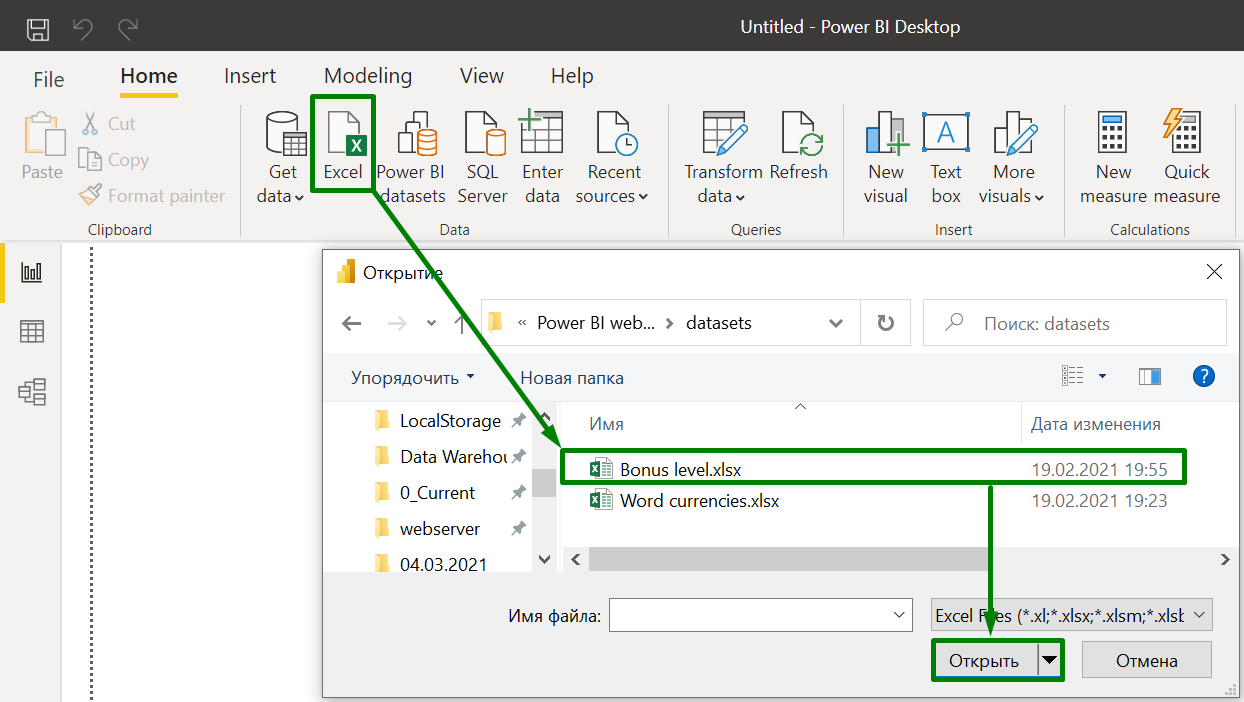 Untitled - Power BI Desktop
File Home Insert Modeling View Help
Paste
Cut
Copy
Format painter
Clipboard
Get data
Excel
Power BI datasets
SQL Server
Enter data
Recent sources
Data
Transform data
Refresh
Queries
New visual
Text box
More visuals
Insert
New measure
Quick measure
Calculations
Открытие
« Power BI web... > datasets
Поиск: datasets
Упорядочить
Новая папка
LocalStorage
Data Warehou
0_Current
webserver
04.03.2021
Имя
Дата изменения
Bonus level.xlsx 19.02.2021 19:55
Word currencies.xlsx 19.02.2021 19:23
Имя файла:
Excel Files (*.xl;*.xlsx;*.xlsm;*.xlsb
Открыть
Отмена